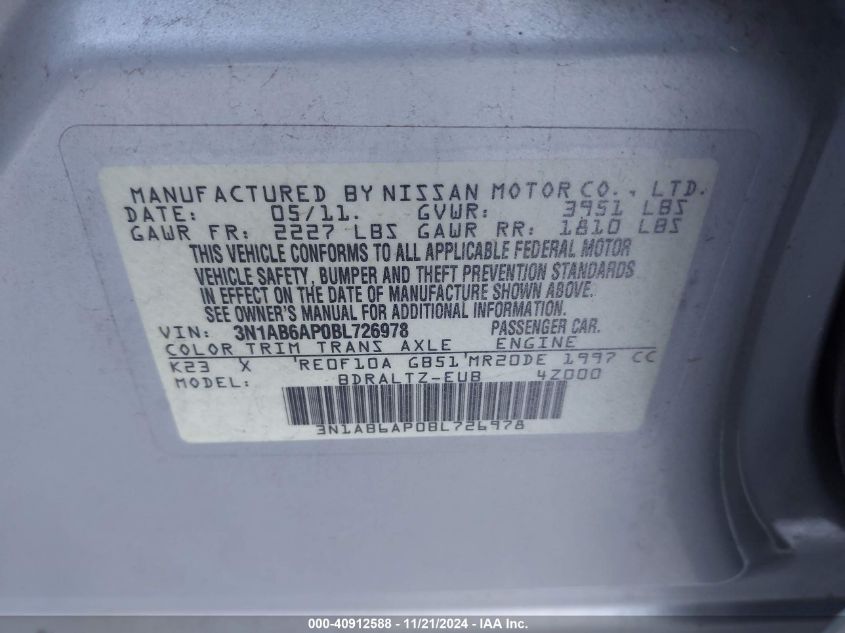 MANUFACTURED BY NISSAN MOTOR CO., LTD.
DATE: 05/11. GVWR: 3951 LBS
GAWR FR: 2227 LBS GAWR RR: 1810 LBS
THIS VEHICLE CONFORMS TO ALL APPLICABLE FEDERAL MOTOR
VEHICLE SAFETY, BUMPER AND THEFT PREVENTION STANDARDS
IN EFFECT ON THE DATE OF MANUFACTURE SHOWN ABOVE.
SEE OWNER'S MANUAL FOR ADDITIONAL INFORMATION.
VIN: 3N1AB6AP0BL726978 PASSENGER CAR.
COLOR TRIM TRANS AXLE ENGINE
K23 X 'RE0F10A GB51'MR20DE 1997 CC
MODEL: BDRALTZ-EUB 4Z000
3N1AB6AP0BL726978
000-40912588 - 11/21/2024 - IAA Inc.